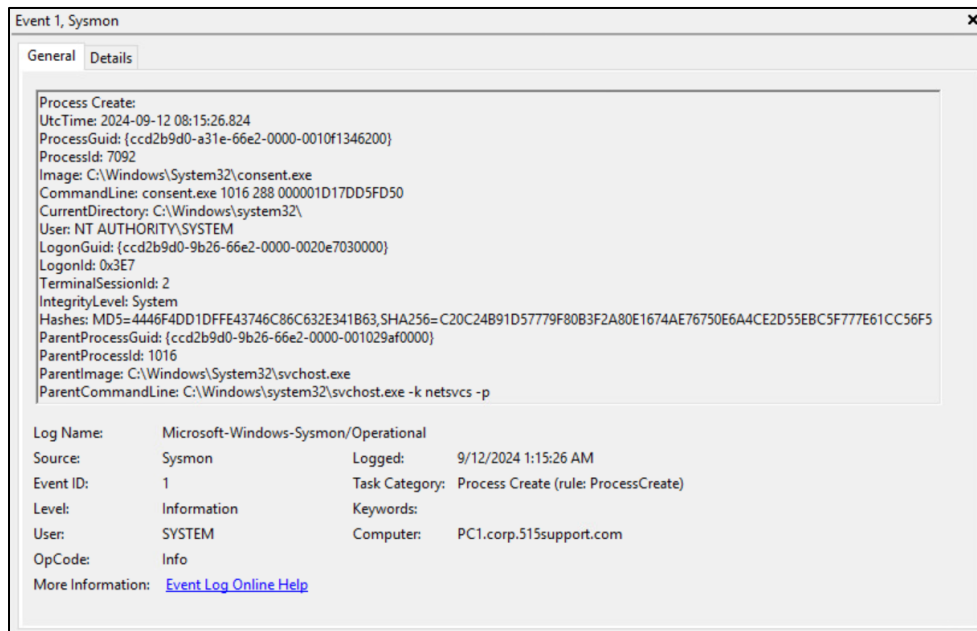 Event 1, Sysmon
General Details
Process Create:
UtcTime: 2024-09-12 08:15:26.824
ProcessGuid: {ccd2b9d0-a31e-66e2-0000-0010f1346200}
ProcessId: 7092
Image: C:\Windows\System32\consent.exe
CommandLine: consent.exe 1016 288 000001D17DD5FD50
CurrentDirectory: C:\Windows\system32\
User: NT AUTHORITY\SYSTEM
LogonGuid: {ccd2b9d0-9b26-66e2-0000-0020e7030000}
LogonId: 0x3E7
TerminalSessionId: 2
IntegrityLevel: System
Hashes: MD5=4446F4DD1DFFE43746C86C632E341B63,SHA256=C20C24B91D57779F80B3F2A80E1674AE76750E6A4CE2D55EBC5F777E61CC56F5
ParentProcessGuid: {ccd2b9d0-9b26-66e2-0000-001029af0000}
ParentProcessId: 1016
ParentImage: C:\Windows\System32\svchost.exe
ParentCommandLine: C:\Windows\system32\svchost.exe -k netsvcs -p
Log Name: Microsoft-Windows-Sysmon/Operational
Source: Sysmon Logged: 9/12/2024 1:15:26 AM
Event ID: 1 Task Category: Process Create (rule: ProcessCreate)
Level: Information Keywords:
User: SYSTEM Computer: PC1.corp.515support.com
OpCode: Info
More Information: Event Log Online Help